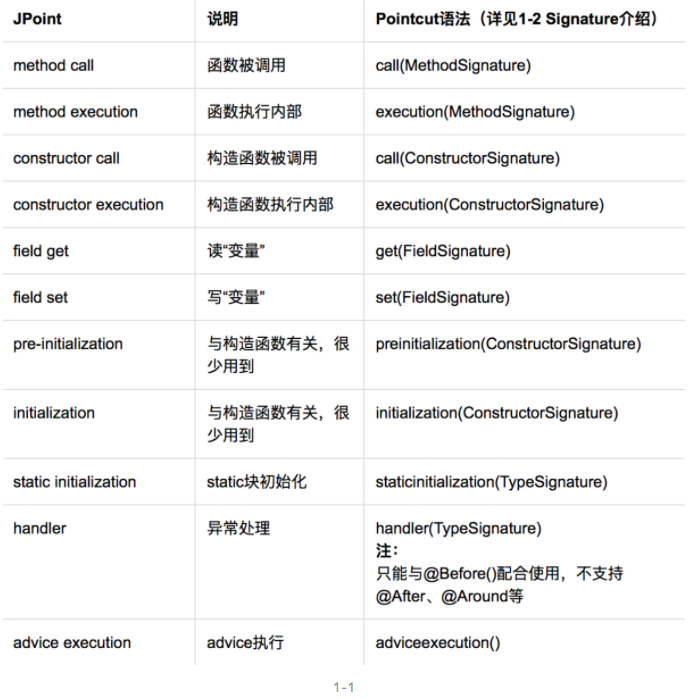 JPoint 说明 Pointcut语法（详见1-2 Signature介绍）
method call 函数被调用 call(MethodSignature)
method execution 函数执行内部 execution(MethodSignature)
constructor call 构造函数被调用 call(ConstructorSignature)
constructor execution 构造函数执行内部 execution(ConstructorSignature)
field get 读“变量” get(FieldSignature)
field set 写“变量” set(FieldSignature)
pre-initialization 与构造函数有关，很 preinitialization(ConstructorSignature)
少用到
initialization 与构造函数有关，很 initialization(ConstructorSignature)
少用到
static initialization static块初始化 staticinitialization(TypeSignature)
handler 异常处理 handler(TypeSignature)
注：
只能与@Before()配合使用，不支持
@After、@Around等
advice execution advice执行 adviceexecution()
1-1